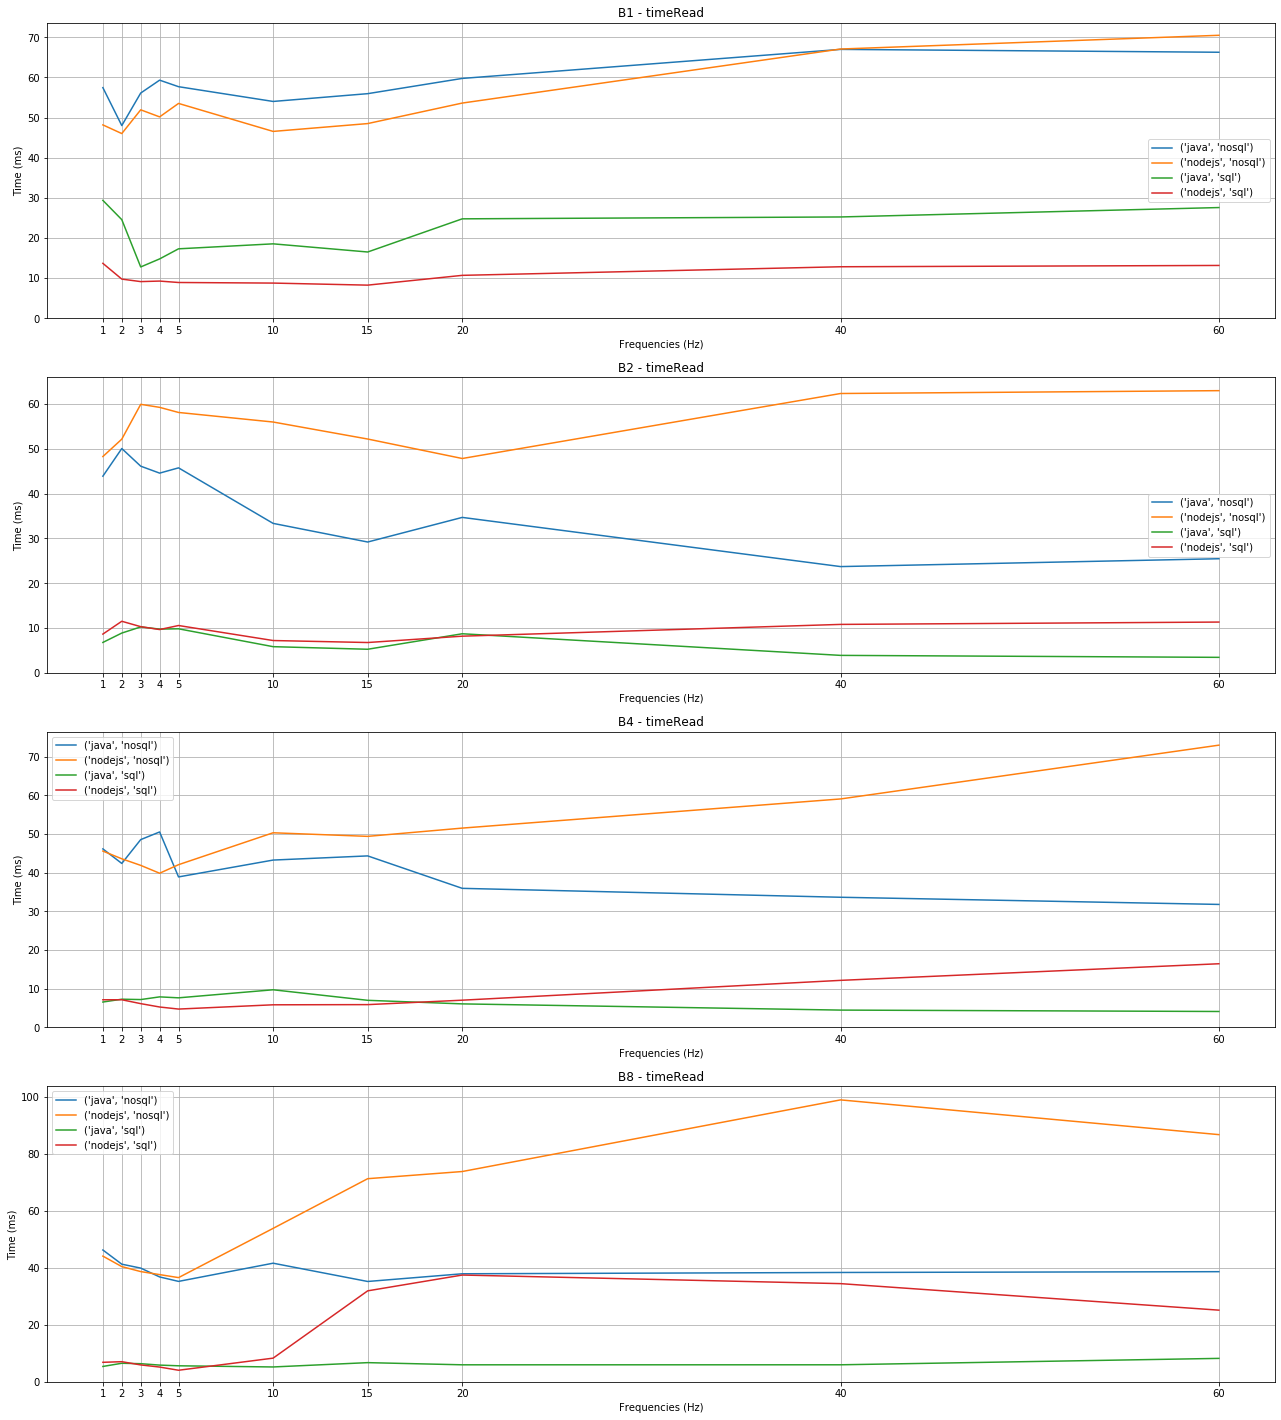 B1 - timeRead
70
60
50
40
30
20
10
0
Time (ms)
('java', 'nosql')
('nodejs', 'nosql')
('java', 'sql')
('nodejs', 'sql')
1 2 3 4 5 10 15 20 40 60
Frequencies (Hz)
B2 - timeRead
60
50
40
30
20
10
0
Time (ms)
('java', 'nosql')
('nodejs', 'nosql')
('java', 'sql')
('nodejs', 'sql')
1 2 3 4 5 10 15 20 40 60
Frequencies (Hz)
B4 - timeRead
('java', 'nosql')
('nodejs', 'nosql')
('java', 'sql')
('nodejs', 'sql')
70
60
50
40
30
20
10
0
Time (ms)
1 2 3 4 5 10 15 20 40 60
Frequencies (Hz)
B8 - timeRead
('java', 'nosql')
('nodejs', 'nosql')
('java', 'sql')
('nodejs', 'sql')
100
80
60
40
20
0
Time (ms)
1 2 3 4 5 10 15 20 40 60
Frequencies (Hz)